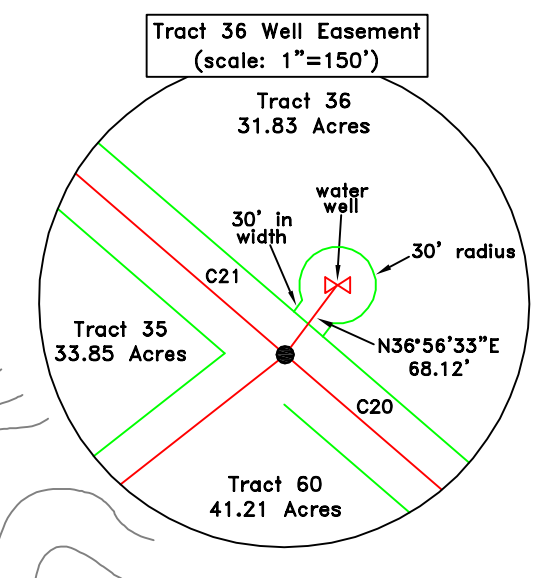 Tract 36 Well Easement
(scale: 1"=150')
Tract 36
31.83 Acres
water
well
30' in
width
30' radius
C21
Tract 35
33.85 Acres
N36°56'33"E
68.12'
C20
Tract 60
41.21 Acres